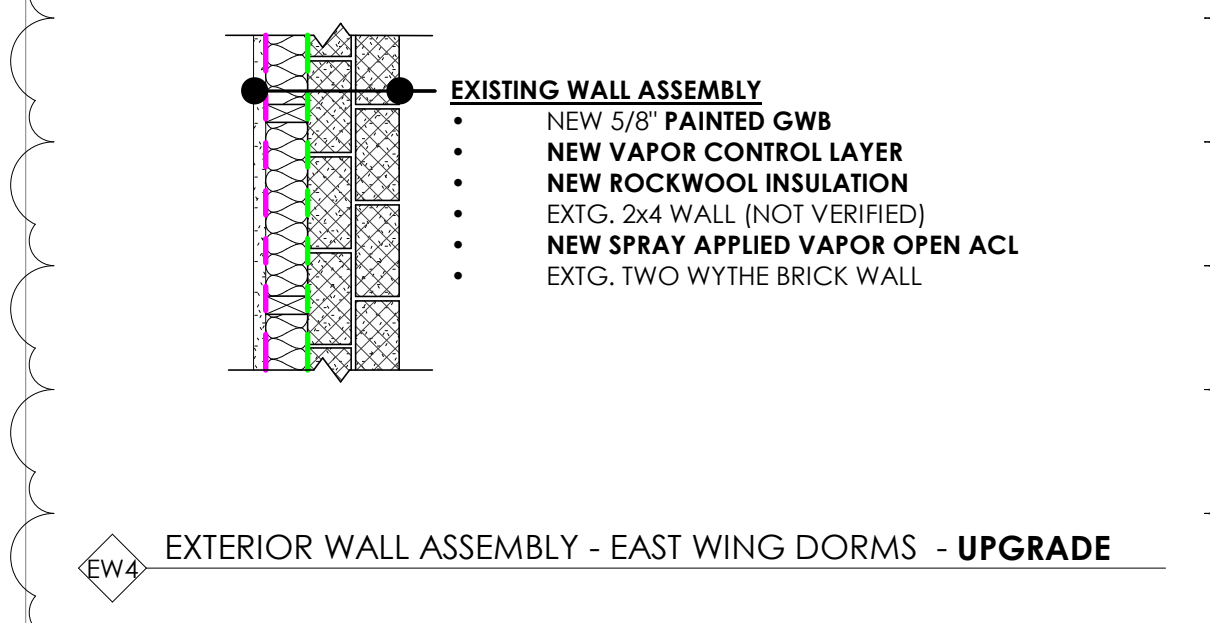 EXISTING WALL ASSEMBLY
• NEW 5/8" PAINTED GWB
• NEW VAPOR CONTROL LAYER
• NEW ROCKWOOL INSULATION
• EXTG. 2x4 WALL (NOT VERIFIED)
• NEW SPRAY APPLIED VAPOR OPEN ACL
• EXTG. TWO WYTHE BRICK WALL
EXTERIOR WALL ASSEMBLY - EAST WING DORMS - UPGRADE
EW4